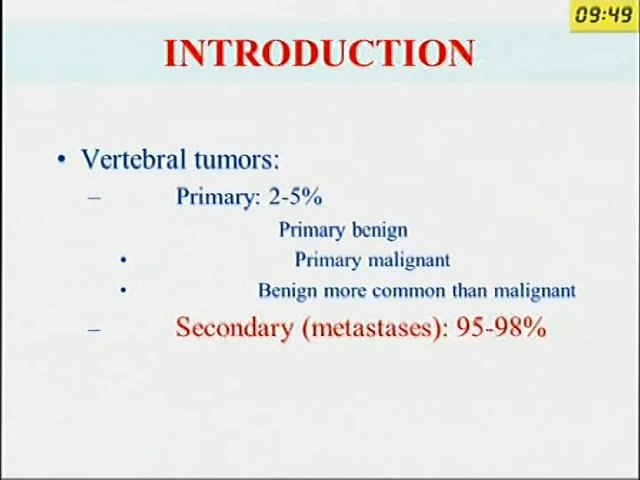 09:49
INTRODUCTION
• Vertebral tumors:
– Primary: 2-5%
Primary benign
• Primary malignant
• Benign more common than malignant
– Secondary (metastases): 95-98%